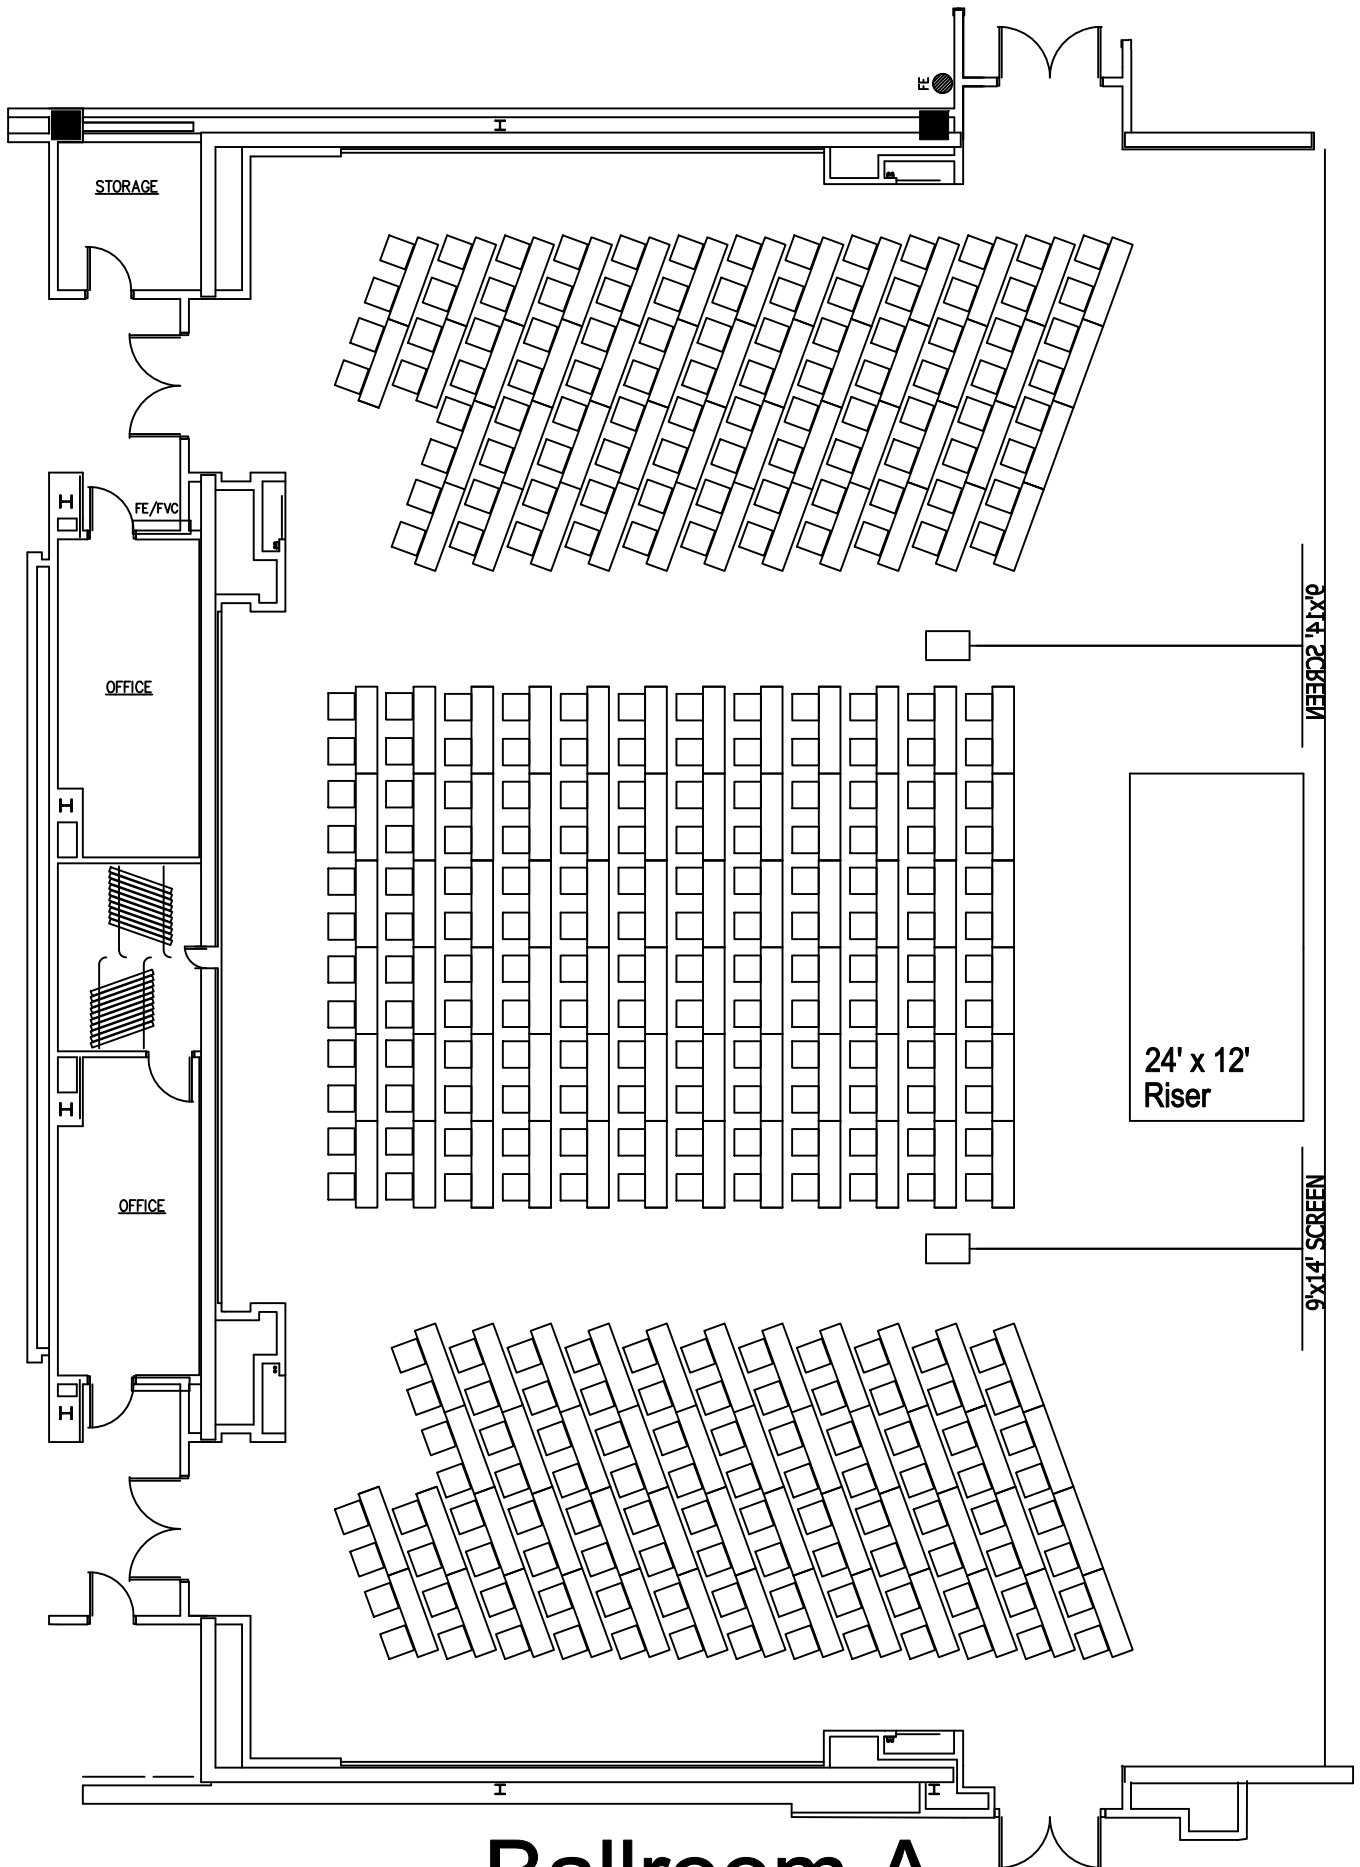 FE
STORAGE
FE/FVC
OFFICE
9'x14' SCREEN
24' x 12'
Riser
OFFICE
9'x14' SCREEN
Ballroom A